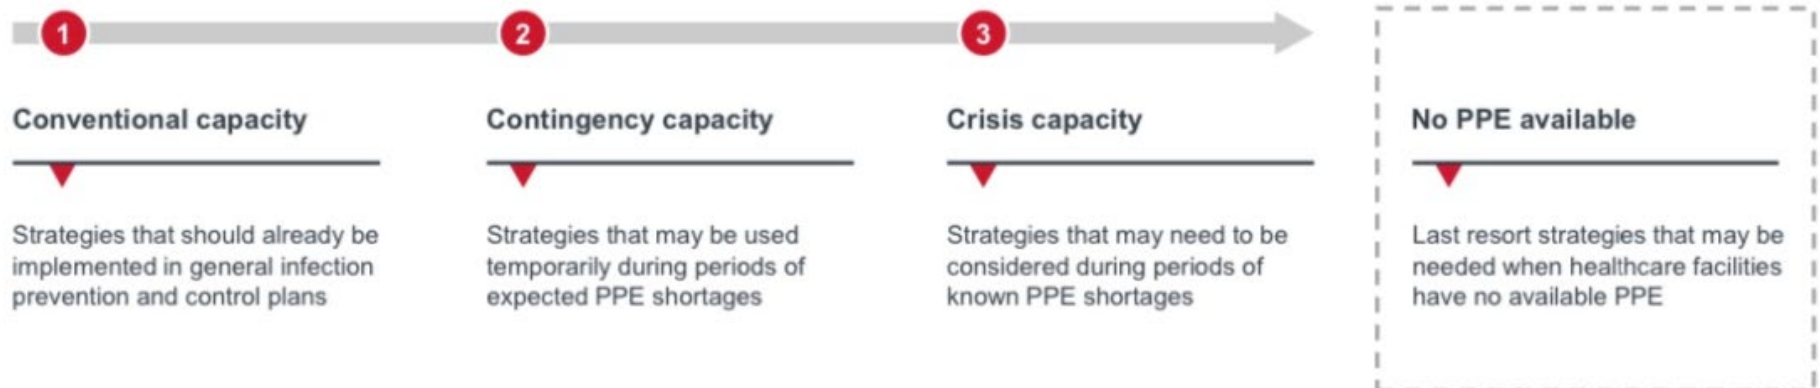 1
2
3
Conventional capacity
Strategies that should already be
implemented in general infection
prevention and control plans
Contingency capacity
Strategies that may be used
temporarily during periods of
expected PPE shortages
Crisis capacity
Strategies that may need to be
considered during periods of
known PPE shortages
No PPE available
Last resort strategies that may be
needed when healthcare facilities
have no available PPE